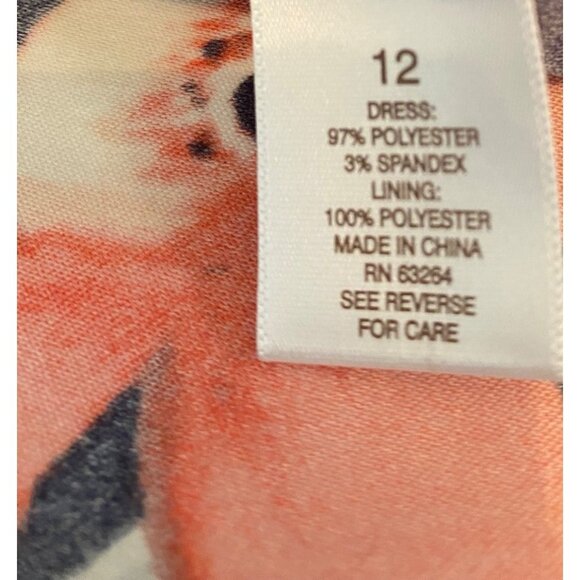 12
DRESS:
97% POLYESTER
3% SPANDEX
LINING:
100% POLYESTER
MADE IN CHINA
RN 63264
SEE REVERSE
FOR CARE